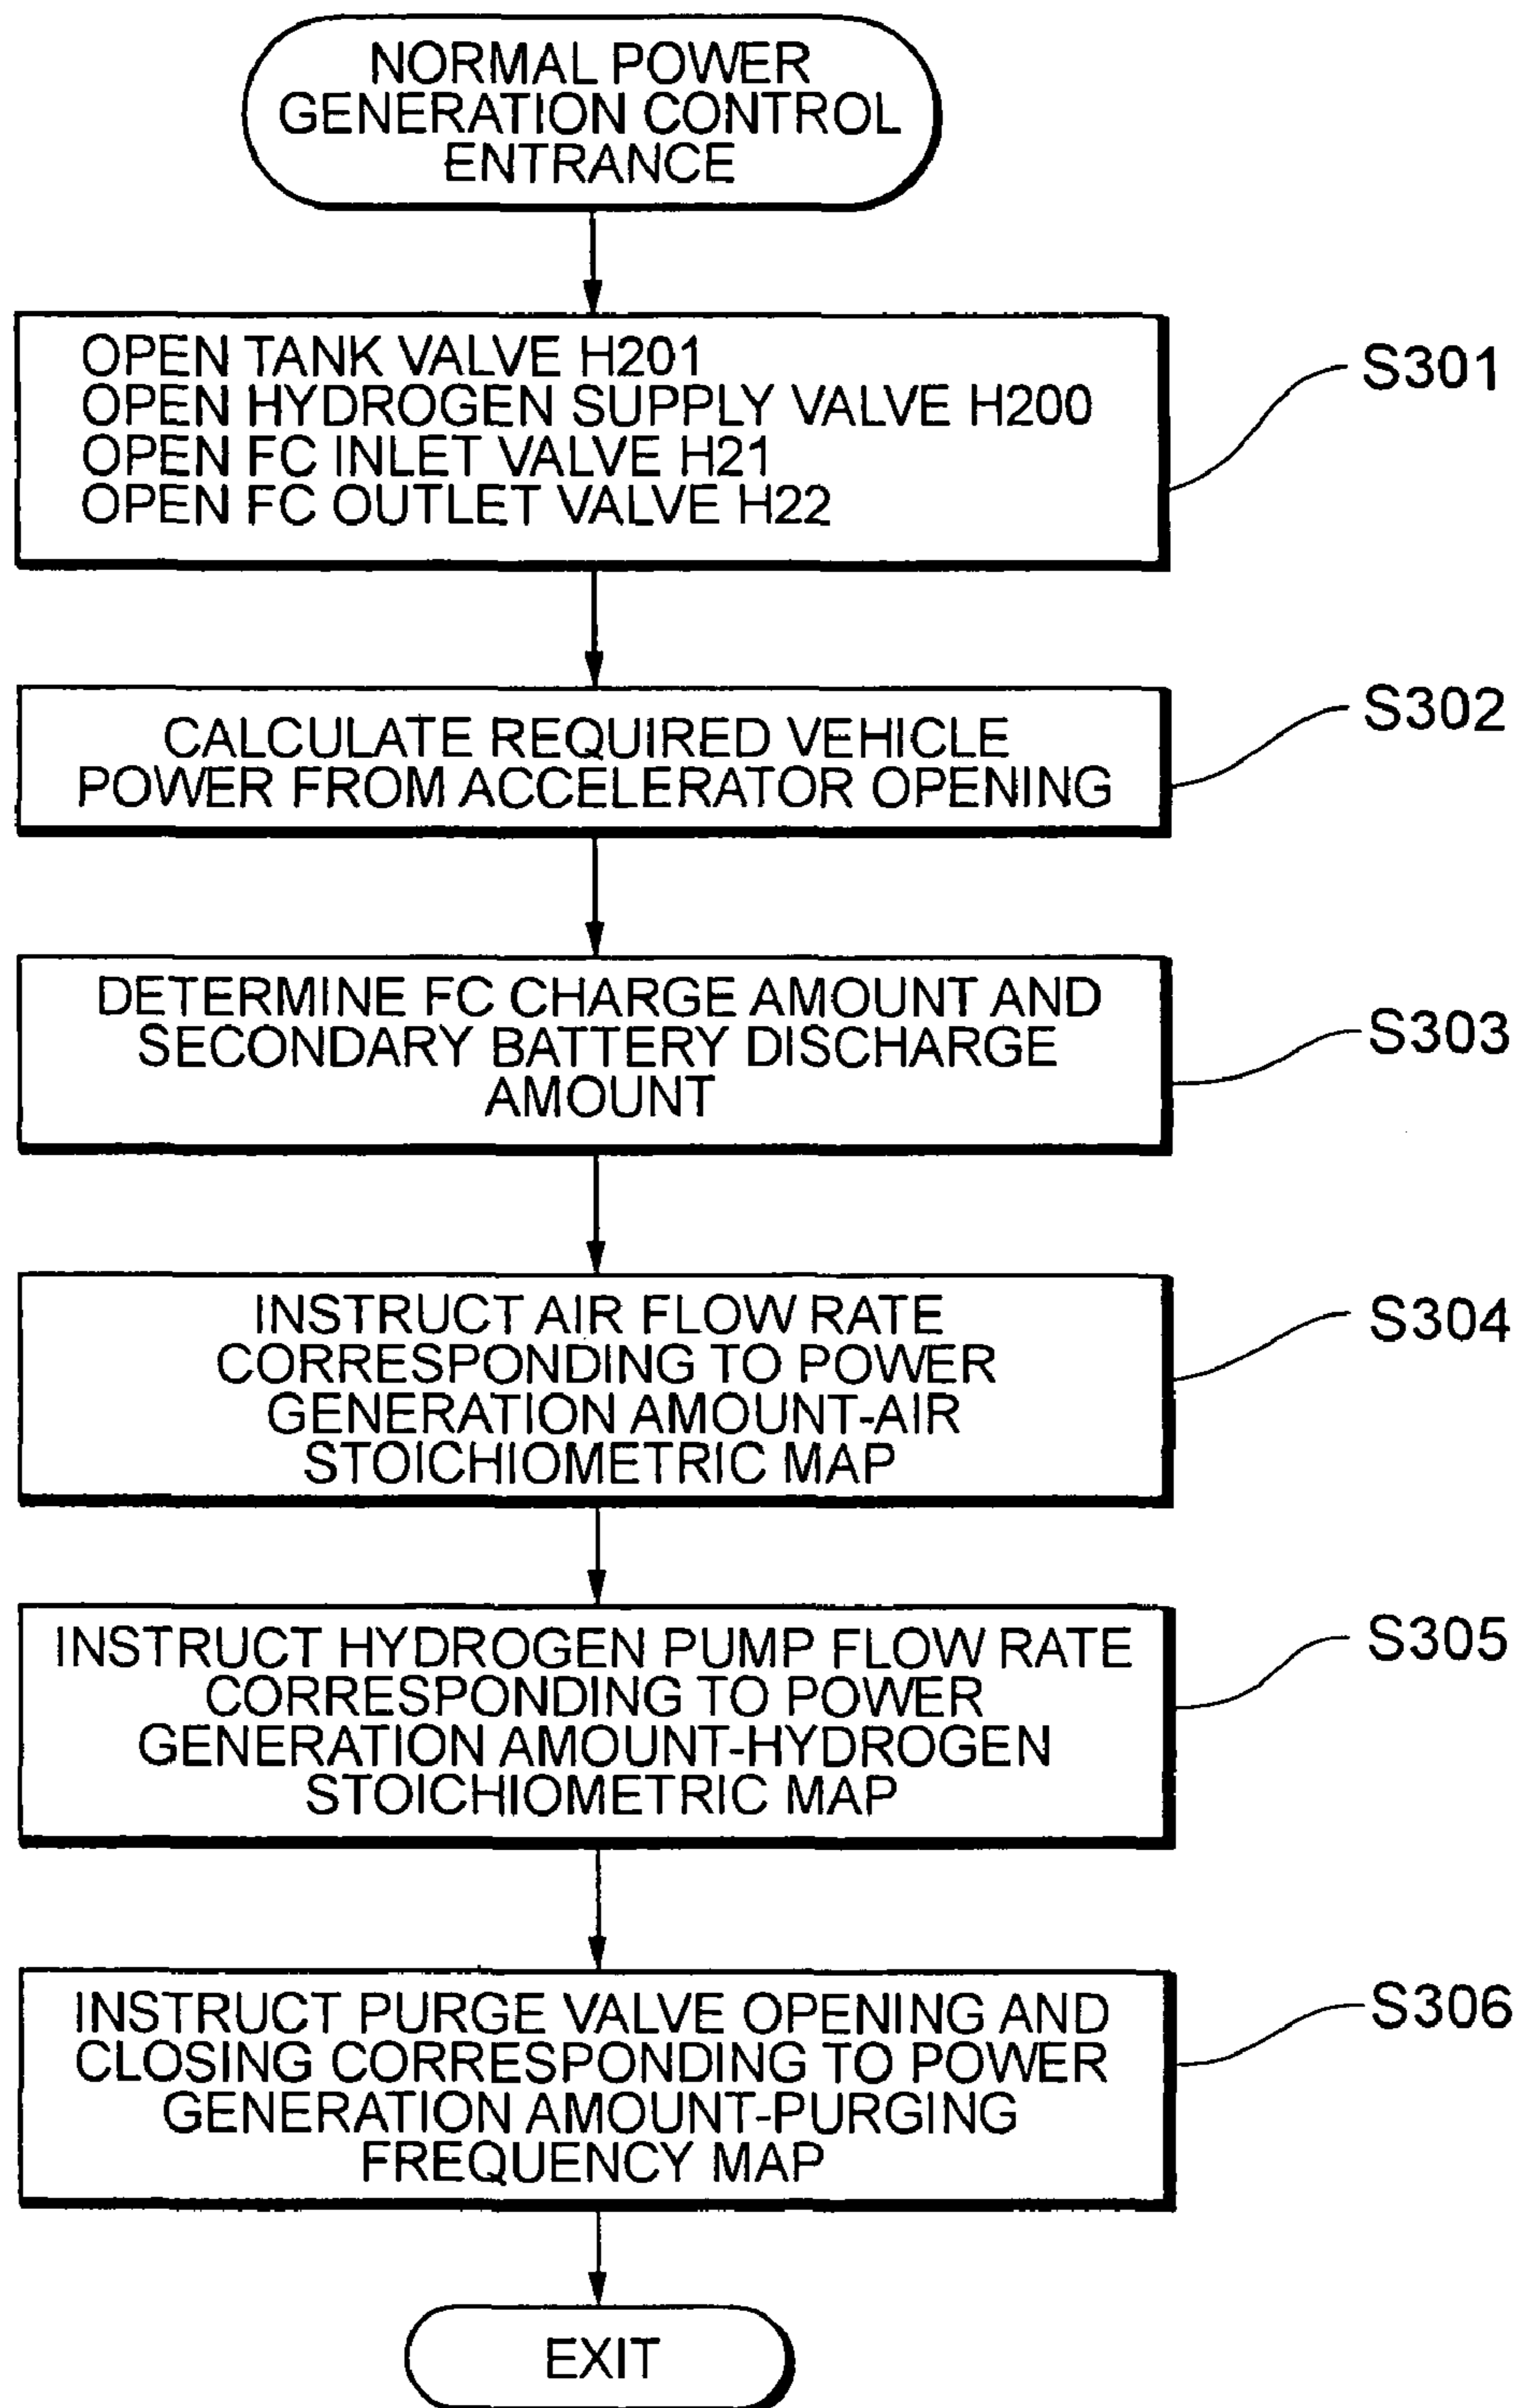 NORMAL POWER
GENERATION CONTROL
ENTRANCE
OPEN TANK VALVE H201
OPEN HYDROGEN SUPPLY VALVE H200
OPEN FC INLET VALVE H21
OPEN FC OUTLET VALVE H22
S301
CALCULATE REQUIRED VEHICLE
POWER FROM ACCELERATOR OPENING
S302
DETERMINE FC CHARGE AMOUNT AND
SECONDARY BATTERY DISCHARGE
AMOUNT
S303
INSTRUCT AIR FLOW RATE
CORRESPONDING TO POWER
GENERATION AMOUNT-AIR
STOICHIOMETRIC MAP
S304
INSTRUCT HYDROGEN PUMP FLOW RATE
CORRESPONDING TO POWER
GENERATION AMOUNT-HYDROGEN
STOICHIOMETRIC MAP
S305
INSTRUCT PURGE VALVE OPENING AND
CLOSING CORRESPONDING TO POWER
GENERATION AMOUNT-PURGING
FREQUENCY MAP
S306
EXIT